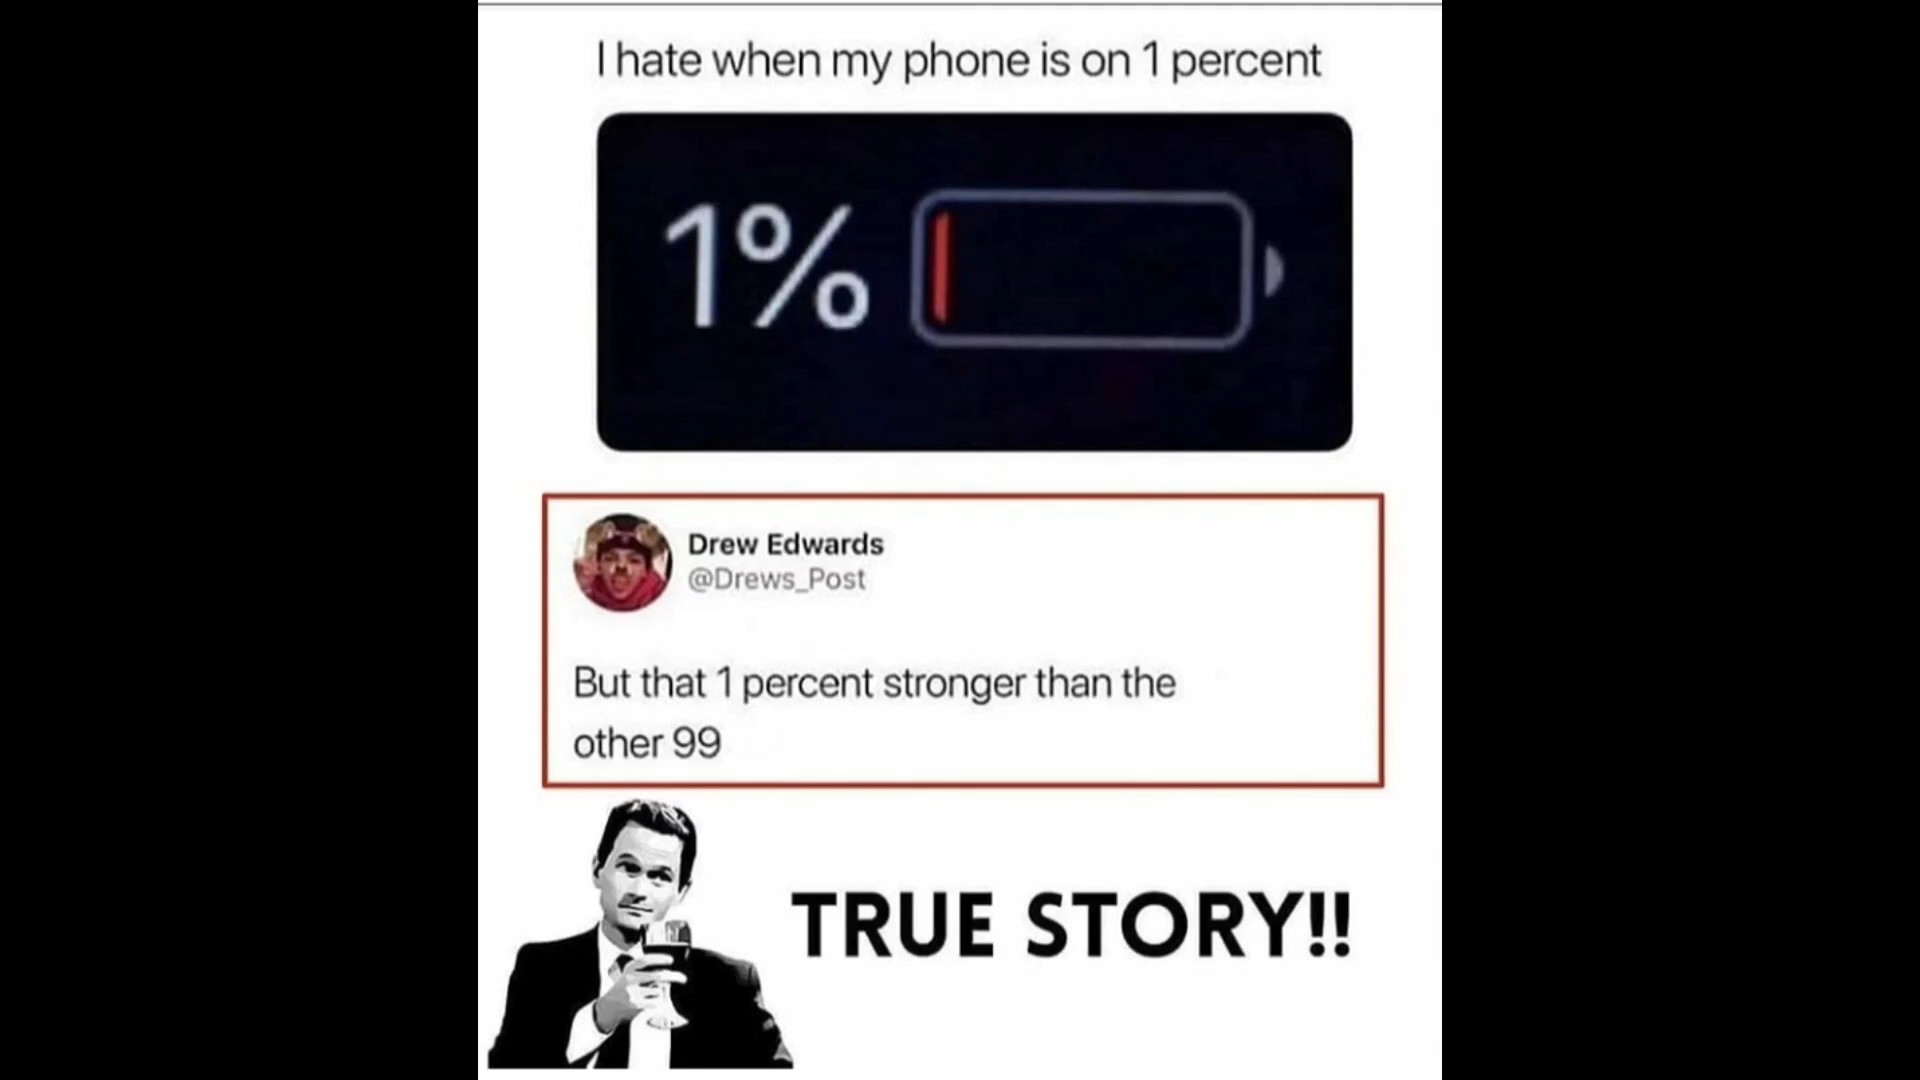 I hate when my phone is on 1 percent
1%
Drew Edwards
@Drews_Post
But that 1 percent stronger than the
other 99
TRUE STORY!!